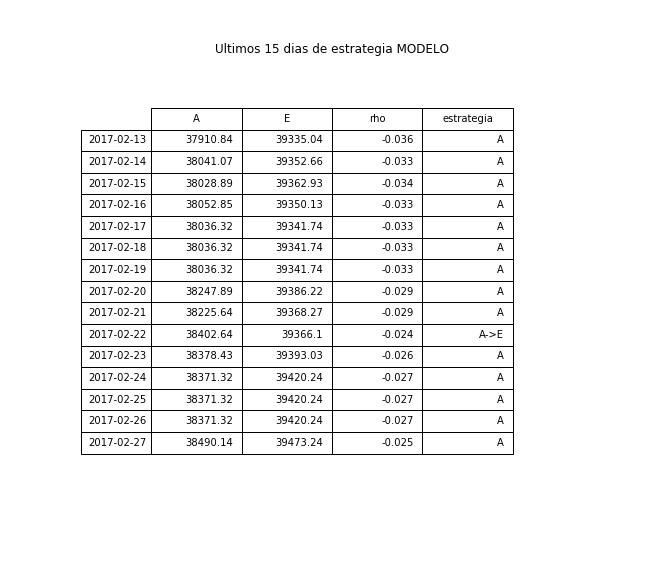 Ultimos 15 dias de estrategia MODELO
A E rho estrategia
2017-02-13 37910.84 39335.04 -0.036 A
2017-02-14 38041.07 39352.66 -0.033 A
2017-02-15 38028.89 39362.93 -0.034 A
2017-02-16 38052.85 39350.13 -0.033 A
2017-02-17 38036.32 39341.74 -0.033 A
2017-02-18 38036.32 39341.74 -0.033 A
2017-02-19 38036.32 39341.74 -0.033 A
2017-02-20 38247.89 39386.22 -0.029 A
2017-02-21 38225.64 39368.27 -0.029 A
2017-02-22 38402.64 39366.1 -0.024 A->E
2017-02-23 38378.43 39393.03 -0.026 A
2017-02-24 38371.32 39420.24 -0.027 A
2017-02-25 38371.32 39420.24 -0.027 A
2017-02-26 38371.32 39420.24 -0.027 A
2017-02-27 38490.14 39473.24 -0.025 A